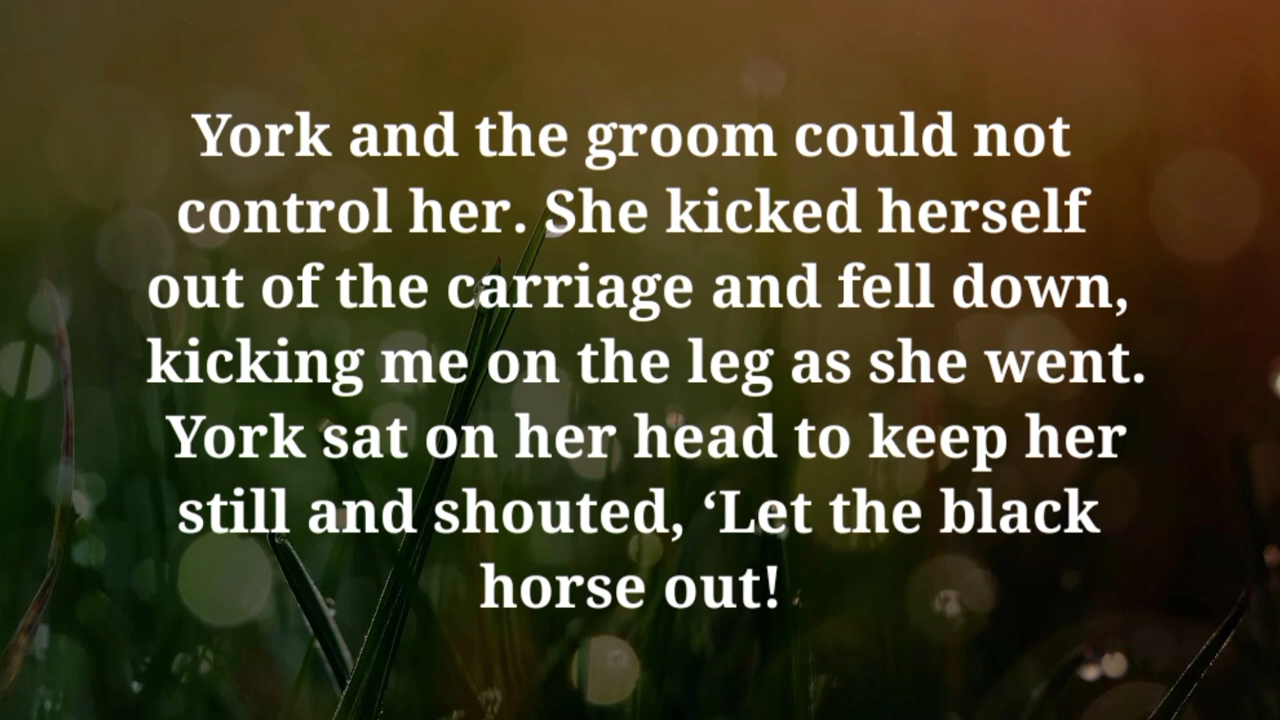 York and the groom could not
control her. She kicked herself
out of the carriage and fell down,
kicking me on the leg as she went.
York sat on her head to keep her
still and shouted, ‘Let the black
horse out!